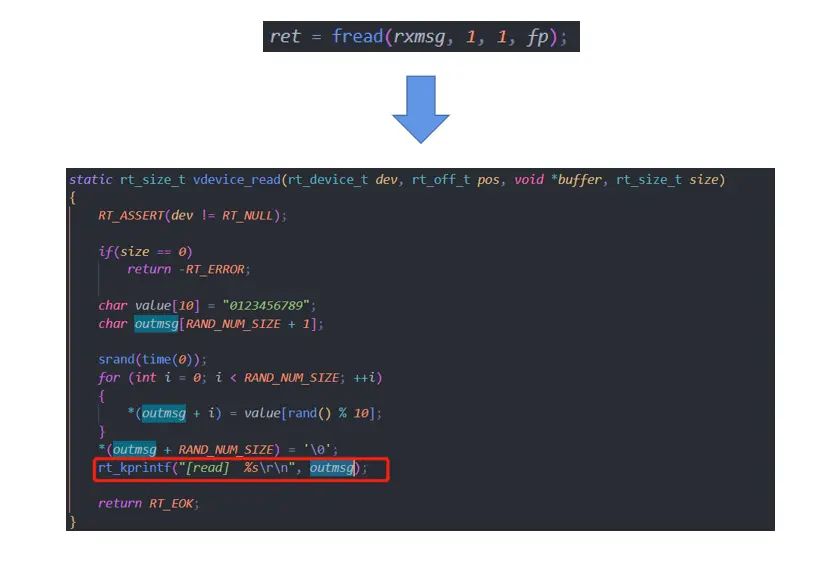 ret = fread(rxmsg, 1, 1, fp);
static rt_size_t vdevice_read(rt_device_t dev, rt_off_t pos, void *buffer, rt_size_t size)
{
RT_ASSERT(dev != RT_NULL);
if(size == 0)
return -RT_ERROR;
char value[10] = "0123456789";
char outmsg[RAND_NUM_SIZE + 1];
srand(time(0));
for (int i = 0; i < RAND_NUM_SIZE; ++i)
{
*(outmsg + i) = value[rand() % 10];
}
*(outmsg + RAND_NUM_SIZE) = '\0';
rt_kprintf("[read]  %s\r\n", outmsg);
return RT_EOK;
}